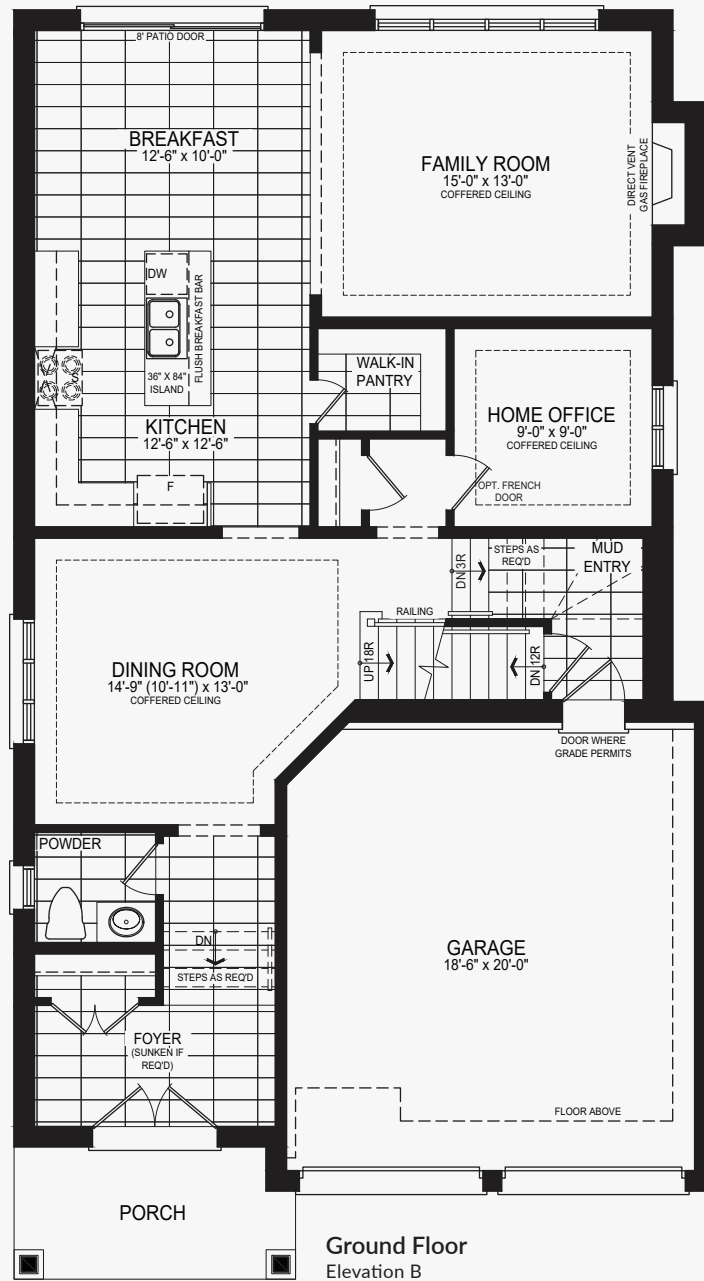 8' PATIO DOOR
BREAKFAST
12'-6" x 10'-0"
FAMILY ROOM
15'-0" x 13'-0"
COFFERED CEILING
DIRECT VENT
GAS FIREPLACE
DW
FLUSH BREAKFAST BAR
36" X 84"
ISLAND
S
WALK-IN
PANTRY
KITCHEN
12'-6" x 12'-6"
HOME OFFICE
9'-0" x 9'-0"
COFFERED CEILING
F
OPT. FRENCH
DOOR
STEPS AS
REQ'D
MUD
ENTRY
DN 3R
RAILING
UP 18R
DN 12R
DINING ROOM
14'-9" (10'-11") x 13'-0"
COFFERED CEILING
DOOR WHERE
GRADE PERMITS
POWDER
DN
STEPS AS REQ'D
GARAGE
18'-6" x 20'-0"
FOYER
(SUNKEN IF
REQ'D)
FLOOR ABOVE
PORCH
Ground Floor
Elevation B